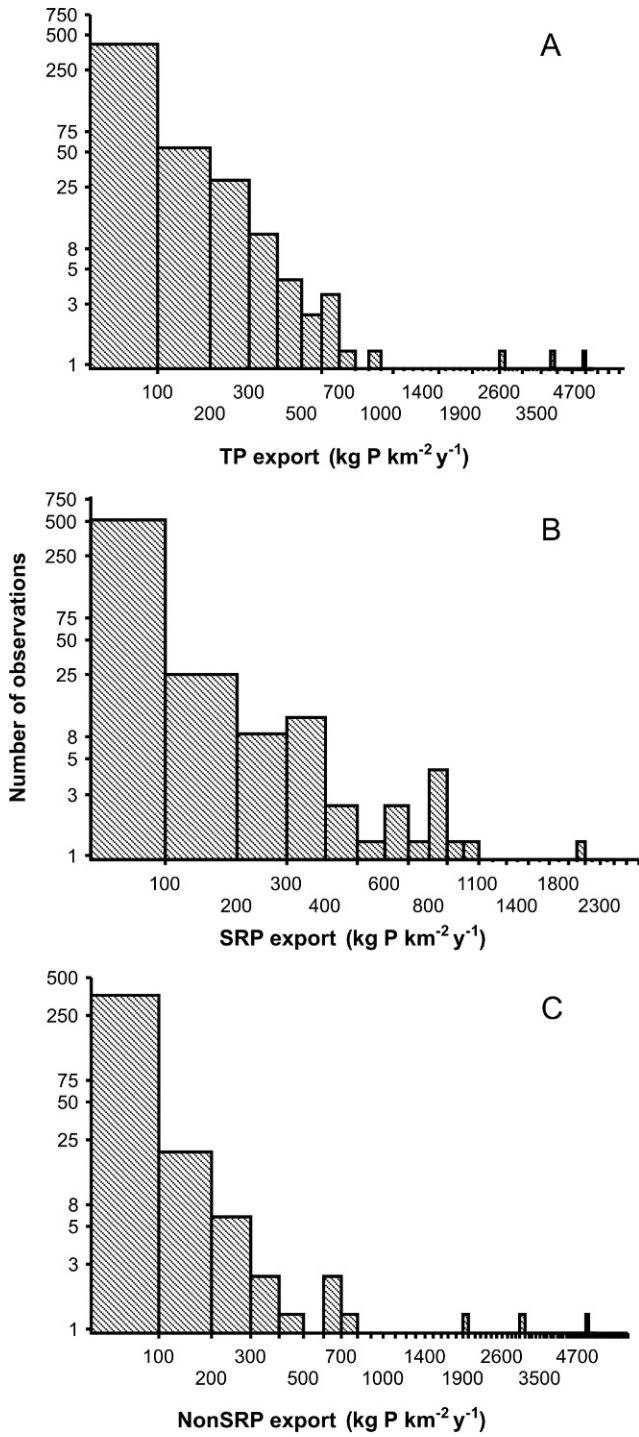 A
750
500
250
75
50
25
8
5
3
1
100 300 700 1400 2600 4700
200 500 1000 1900 3500
TP export (kg P km⁻² y⁻¹)
B
Number of observations
750
500
250
75
50
25
8
5
3
1
100 300 600 1100 1800
200 400 800 1400 2300
SRP export (kg P km⁻² y⁻¹)
C
500
250
75
50
25
8
5
3
1
100 300 700 1400 2600 4700
200 500 1000 1900 3500
NonSRP export (kg P km⁻² y⁻¹)